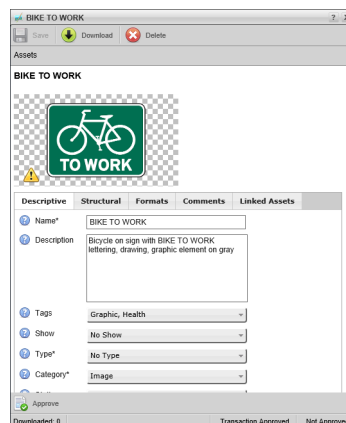 BIKE TO WORK
?
Save Download Delete
Assets
BIKE TO WORK
TO WORK
Descriptive Structural Formats Comments Linked Assets
? Name* BIKE TO WORK
? Description Bicycle on sign with BIKE TO WORK
lettering, drawing, graphic element on gray
? Tags Graphic, Health
? Show No Show
? Type* No Type
? Category* Image
Approve
Downloaded: 0 Transaction Approved Not Approve